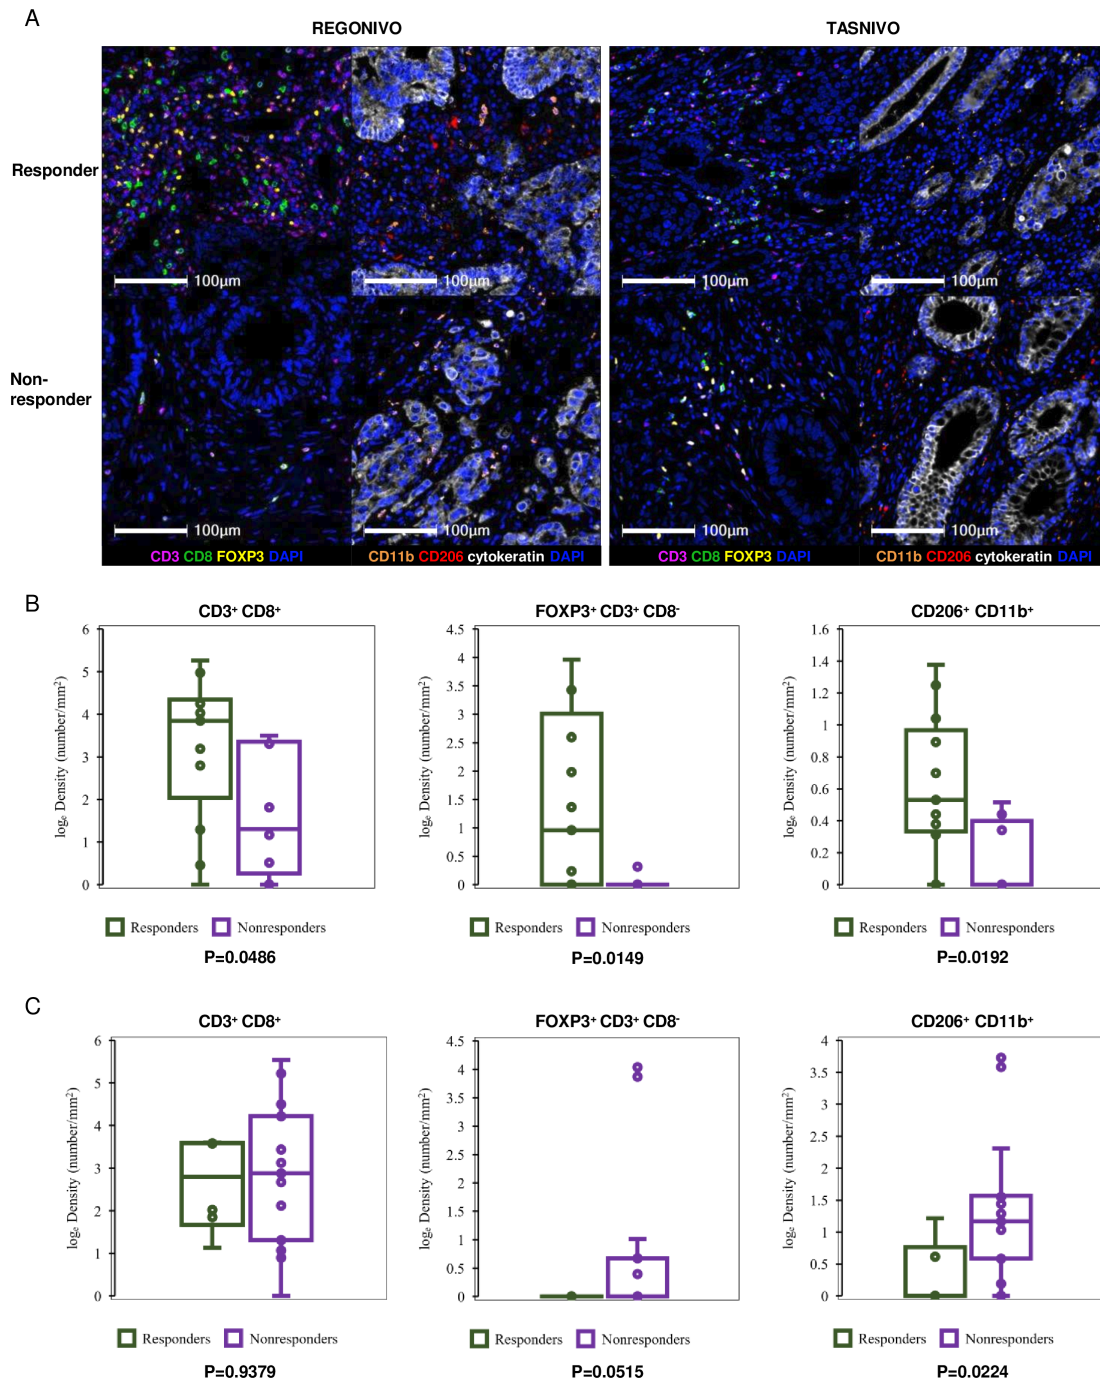 A
REGONIVO
TASNIVO
Responder
100µm
100µm
100µm
100µm
Non-
responder
100µm
100µm
100µm
100µm
CD3 CD8 FOXP3 DAPI
CD11b CD206 cytokeratin DAPI
CD3 CD8 FOXP3 DAPI
CD11b CD206 cytokeratin DAPI
B
CD3⁺ CD8⁺
6
5
4
3
2
1
0
logₑ Density (number/mm²)
Responders
Nonresponders
P=0.0486
FOXP3⁺ CD3⁺ CD8⁻
4.5
4
3.5
3
2.5
2
1.5
1
0.5
0
logₑ Density (number/mm²)
Responders
Nonresponders
P=0.0149
CD206⁺ CD11b⁺
1.6
1.4
1.2
1
0.8
0.6
0.4
0.2
0
logₑ Density (number/mm²)
Responders
Nonresponders
P=0.0192
C
CD3⁺ CD8⁺
6
5
4
3
2
1
0
logₑ Density (number/mm²)
Responders
Nonresponders
P=0.9379
FOXP3⁺ CD3⁺ CD8⁻
4.5
4
3.5
3
2.5
2
1.5
1
0.5
0
logₑ Density (number/mm²)
Responders
Nonresponders
P=0.0515
CD206⁺ CD11b⁺
4
3.5
3
2.5
2
1.5
1
0.5
0
logₑ Density (number/mm²)
Responders
Nonresponders
P=0.0224